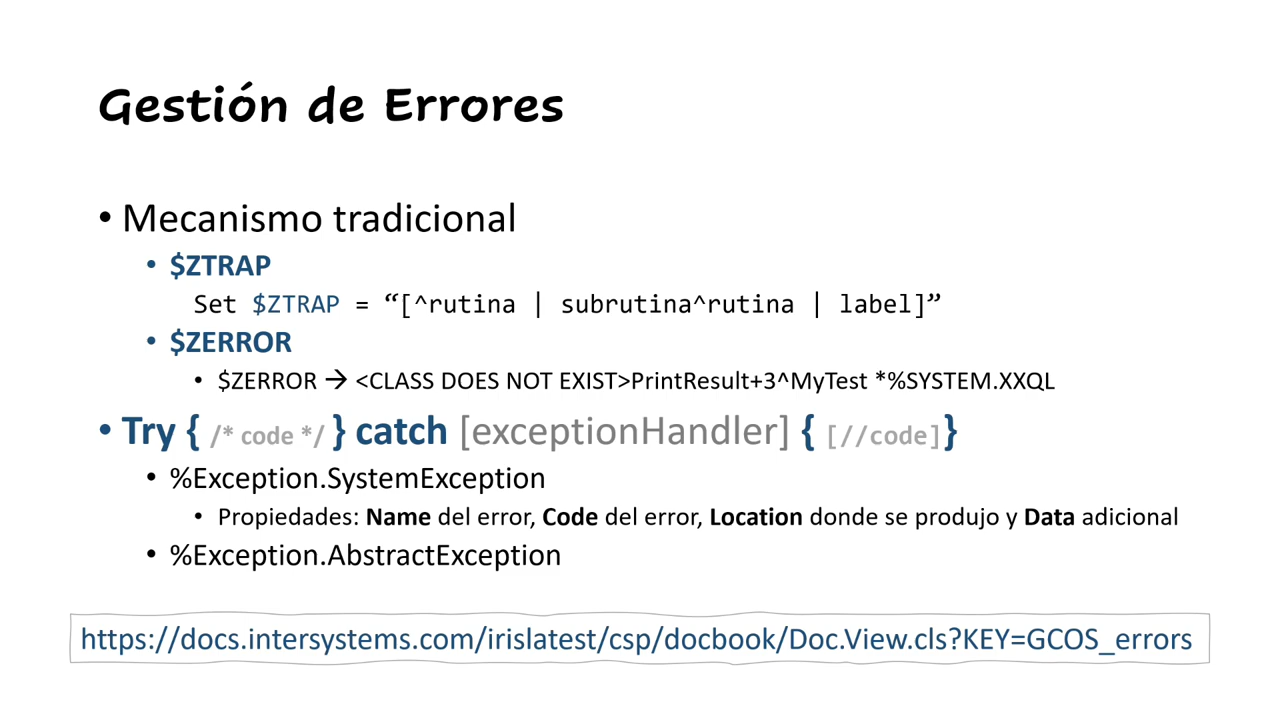 Gestión de Errores
• Mecanismo tradicional
• $ZTRAP
Set $ZTRAP = “[^rutina | subrutina^rutina | label]”
• $ZERROR
• $ZERROR → <CLASS DOES NOT EXIST>PrintResult+3^MyTest *%SYSTEM.XXQL
• Try { /* code */ } catch [exceptionHandler] { [//code]}
• %Exception.SystemException
• Propiedades: Name del error, Code del error, Location donde se produjo y Data adicional
• %Exception.AbstractException
https://docs.intersystems.com/irislatest/csp/docbook/Doc.View.cls?KEY=GCOS_errors